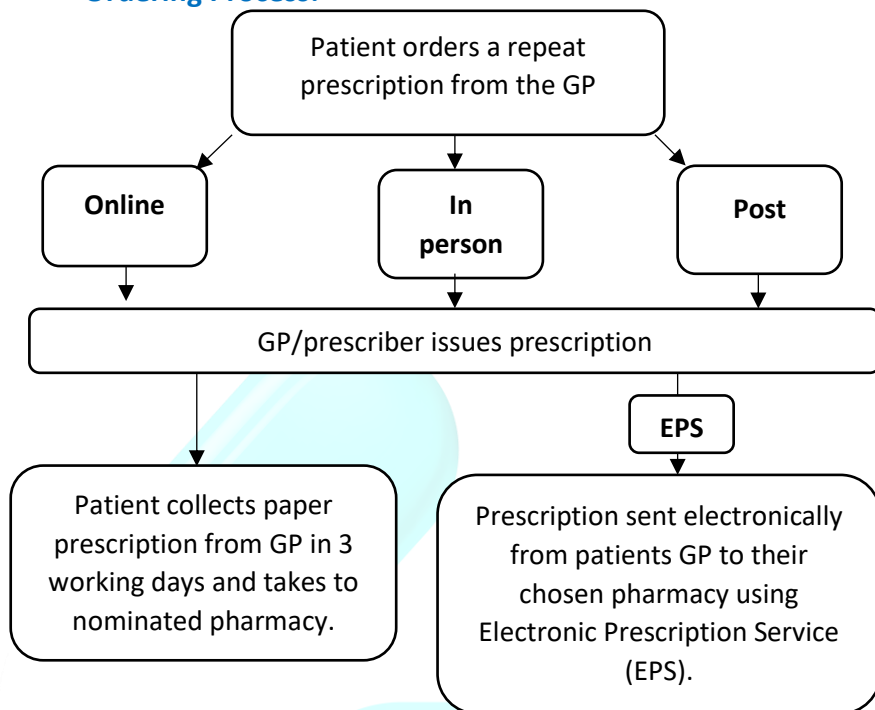 Ordering Process:
Patient orders a repeat
prescription from the GP
Online
In
person
Post
GP/prescriber issues prescription
EPS
Patient collects paper
prescription from GP in 3
working days and takes to
nominated pharmacy.
Prescription sent electronically
from patients GP to their
chosen pharmacy using
Electronic Prescription Service
(EPS).